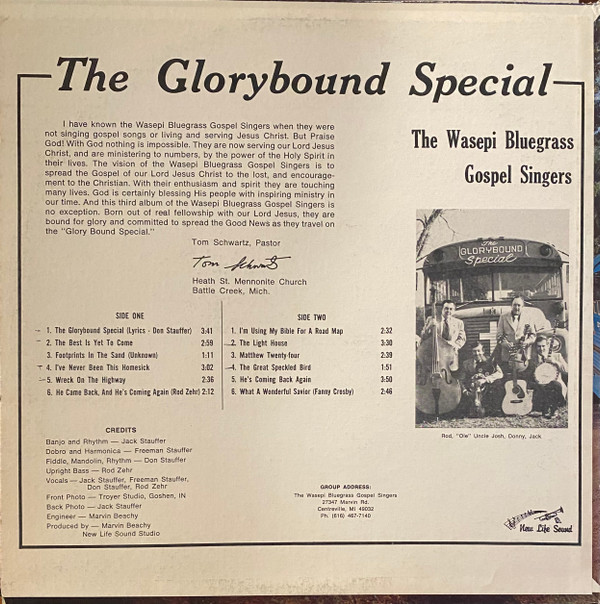 The Glorybound Special
I have known the Wasepi Bluegrass Gospel Singers when they were
not singing gospel songs or living and serving Jesus Christ. But Praise
God! With God nothing is impossible. They are now serving our Lord Jesus
Christ, and are ministering to numbers, by the power of the Holy Spirit in
their lives. The vision of the Wasepi Bluegrass Gospel Singers is to
spread the Gospel of our Lord Jesus Christ to the lost, and encourage-
ment to the Christian. With their enthusiasm and spirit they are touching
many lives. God is certainly blessing His people with inspiring ministry in
our time. And this third album of the Wasepi Bluegrass Gospel Singers is
no exception. Born out of real fellowship with our Lord Jesus, they are
bound for glory and committed to spread the Good News as they travel on
the "Glory Bound Special."
Tom Schwartz, Pastor
Tom Schwartz
Heath St. Mennonite Church
Battle Creek, Mich.
The Wasepi Bluegrass
Gospel Singers
The
GLORYBOUND
Special
Rod, "Ole" Uncle Josh, Donny, Jack
SIDE ONE
1. The Glorybound Special (Lyrics - Don Stauffer) 3:41
2. The Best Is Yet To Come 2:59
3. Footprints In The Sand (Unknown) 1:11
4. I've Never Been This Homesick 3:02
5. Wreck On The Highway 2:36
6. He Came Back, And He's Coming Again (Rod Zehr) 2:12
SIDE TWO
1. I'm Using My Bible For A Road Map 2:32
2. The Light House 3:30
3. Matthew Twenty-four 2:39
4. The Great Speckled Bird 1:51
5. He's Coming Back Again 3:50
6. What A Wonderful Savior (Fanny Crosby) 2:46
CREDITS
Banjo and Rhythm — Jack Stauffer
Dobro and Harmonica — Freeman Stauffer
Fiddle, Mandolin, Rhythm — Don Stauffer
Upright Bass — Rod Zehr
Vocals — Jack Stauffer, Freeman Stauffer,
Don Stauffer, Rod Zehr
Front Photo — Troyer Studio, Goshen, IN
Back Photo — Jack Stauffer
Engineer — Marvin Beachy
Produced by — Marvin Beachy
New Life Sound Studio
GROUP ADDRESS:
The Wasepi Bluegrass Gospel Singers
27347 Marvin Rd.
Centreville, MI 49032
Ph. (616) 467-7140
New Life Sound